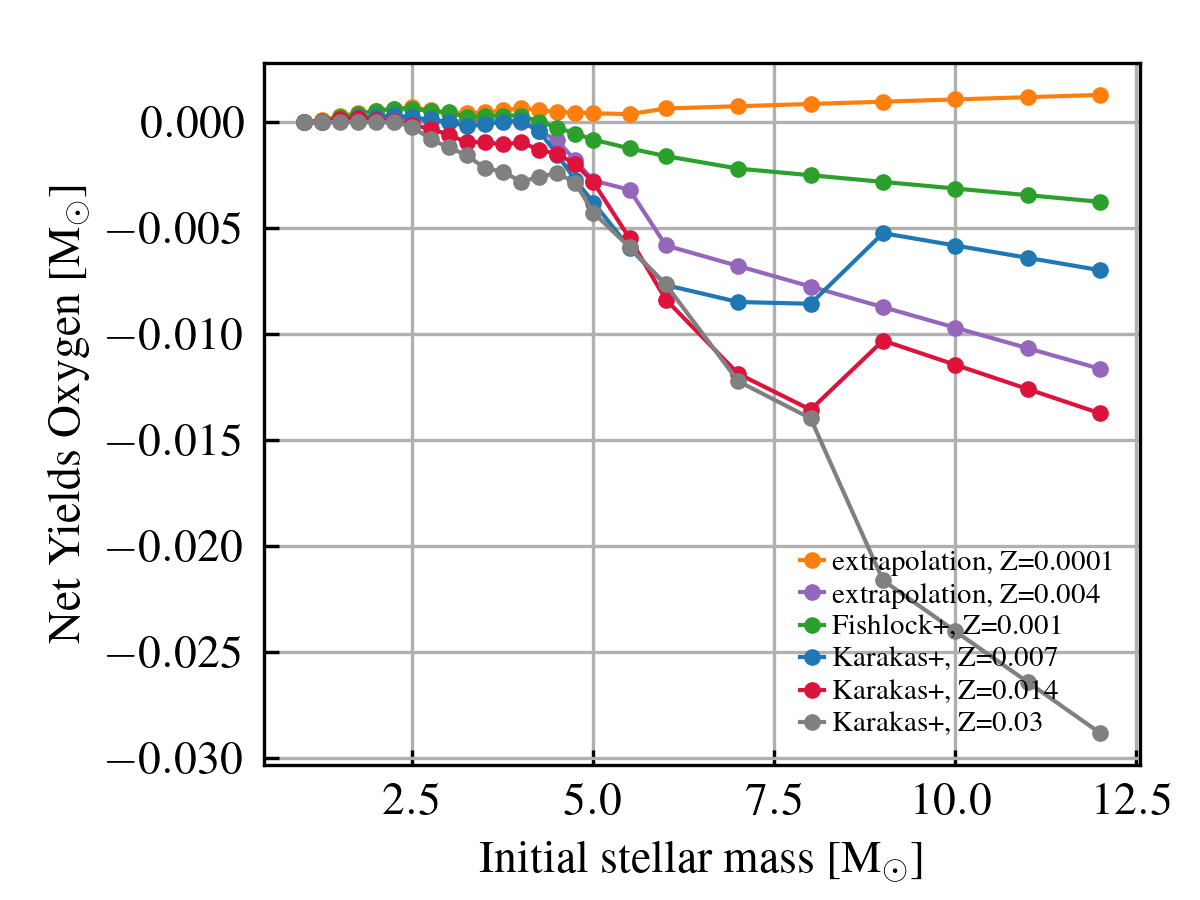 0.000
−0.005
−0.010
−0.015
−0.020
−0.025
−0.030
Net Yields Oxygen [M⊙]
extrapolation, Z=0.0001
extrapolation, Z=0.004
Fishlock+, Z=0.001
Karakas+, Z=0.007
Karakas+, Z=0.014
Karakas+, Z=0.03
2.5 5.0 7.5 10.0 12.5
Initial stellar mass [M⊙]